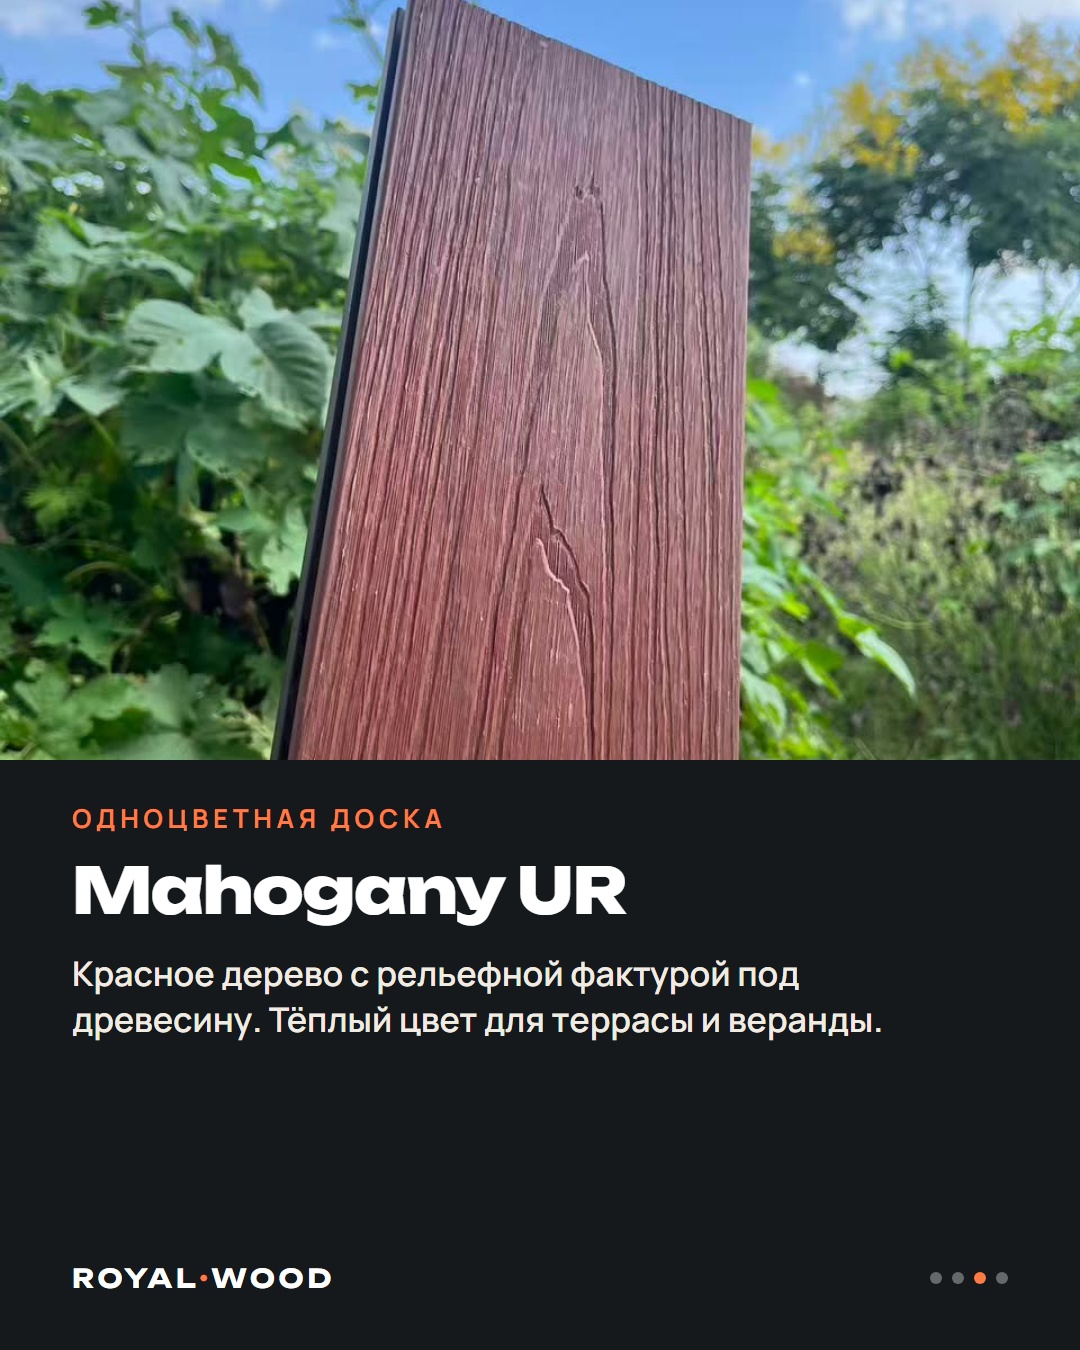 ОДНОЦВЕТНАЯ ДОСКА
Mahogany UR
Красное дерево с рельефной фактурой под
древесину. Тёплый цвет для террасы и веранды.
ROYAL·WOOD